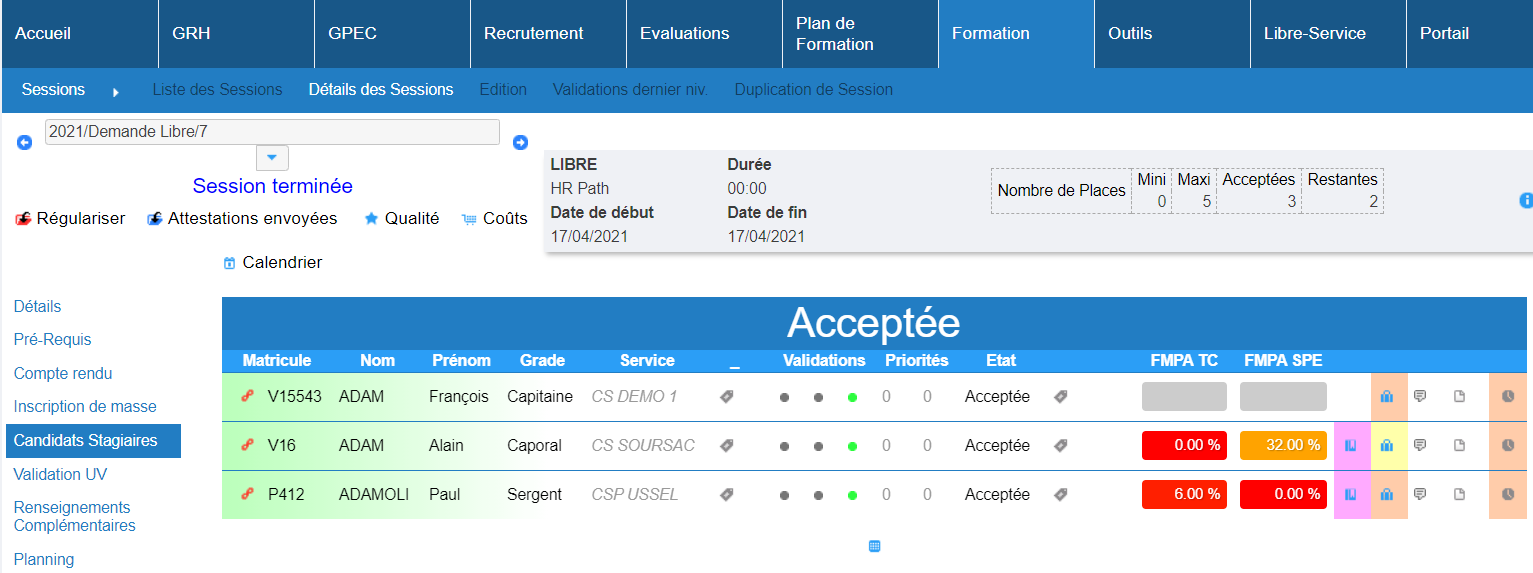 Accueil GRH GPEC Recrutement Evaluations Plan de Formation Formation Outils Libre-Service Portail
Sessions Liste des Sessions Détails des Sessions Edition Validations dernier niv. Duplication de Session
2021/Demande Libre/7
Session terminée
Régulariser Attestations envoyées Qualité Coûts
Calendrier
LIBRE Durée
HR Path 00:00
Date de début Date de fin
17/04/2021 17/04/2021
Nombre de Places Mini Maxi Acceptées Restantes
0 5 3 2
Détails
Pré-Requis
Compte rendu
Inscription de masse
Candidats Stagiaires
Validation UV
Renseignements
Complémentaires
Planning
Acceptée
Matricule Nom Prénom Grade Service _ Validations Priorités Etat FMPA TC FMPA SPE
V15543 ADAM François Capitaine CS DEMO 1 0 0 Acceptée
V16 ADAM Alain Caporal CS SOURSAC 0 0 Acceptée 0.00 % 32.00 %
P412 ADAMOLI Paul Sergent CSP USSEL 0 0 Acceptée 6.00 % 0.00 %